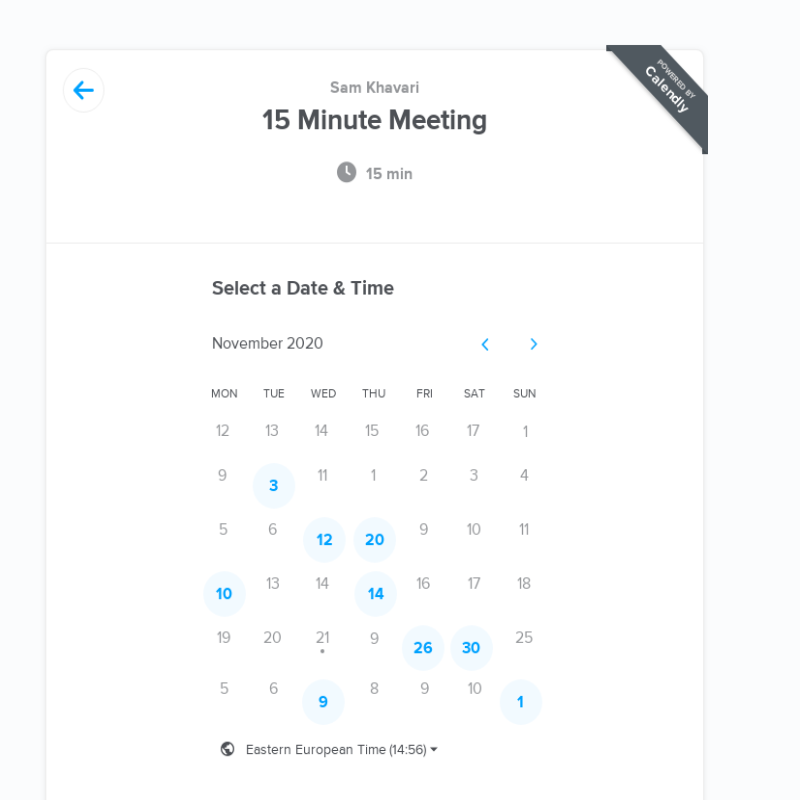 POWERED BY
Calendly
Sam Khavari
15 Minute Meeting
15 min
Select a Date & Time
November 2020
MON TUE WED THU FRI SAT SUN
12 13 14 15 16 17 1
9 3 11 1 2 3 4
5 6 12 20 9 10 11
10 13 14 14 16 17 18
19 20 21 9 26 30 25
5 6 9 8 9 10 1
Eastern European Time (14:56)